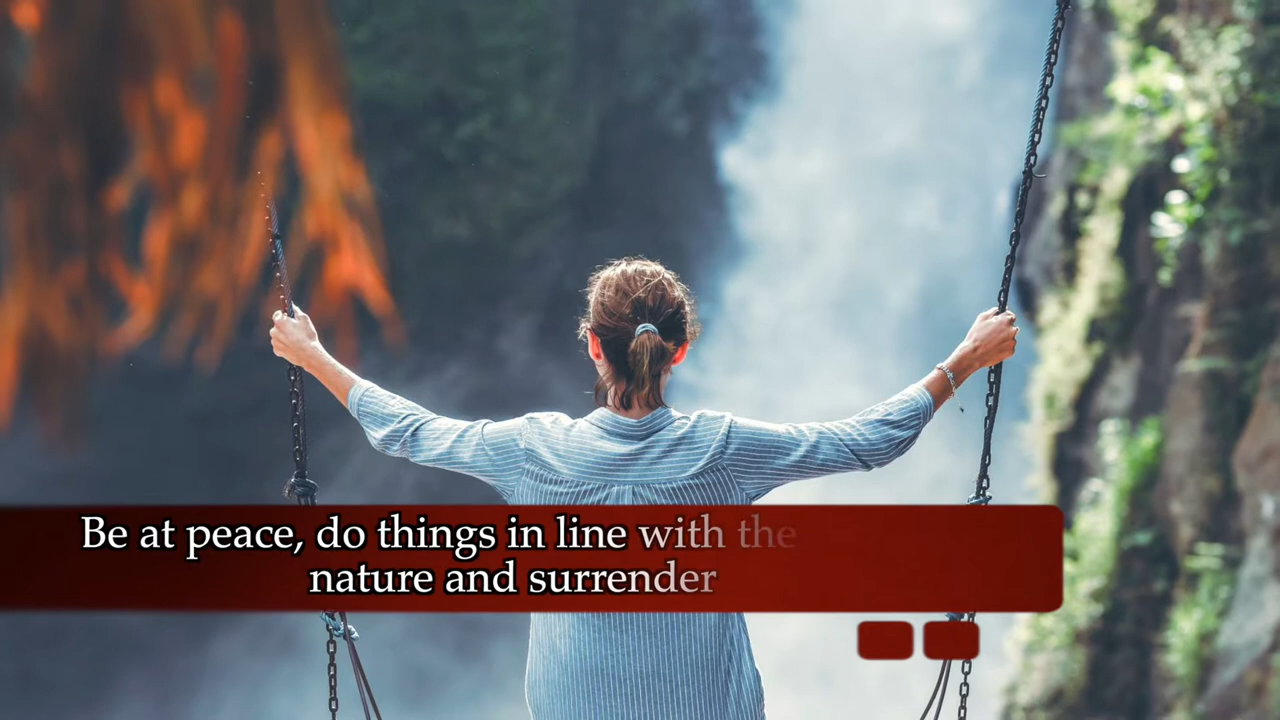 Be at peace, do things in line with the
nature and surrender